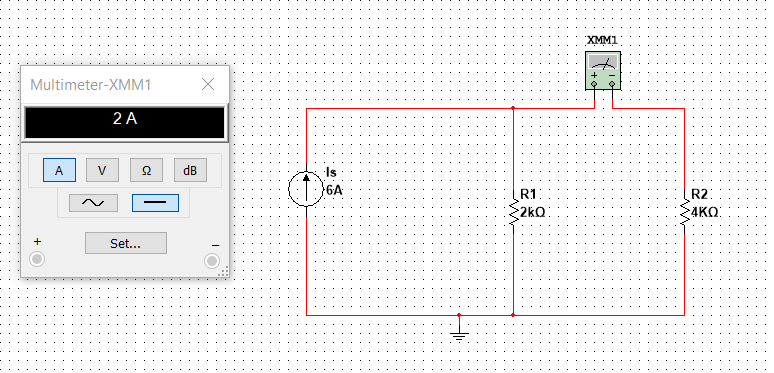 Multimeter-XMM1
2 A
A
V
Ω
dB
Set...
+
−
XMM1
+ −
Is
6A
R1
2kΩ
R2
4KΩ